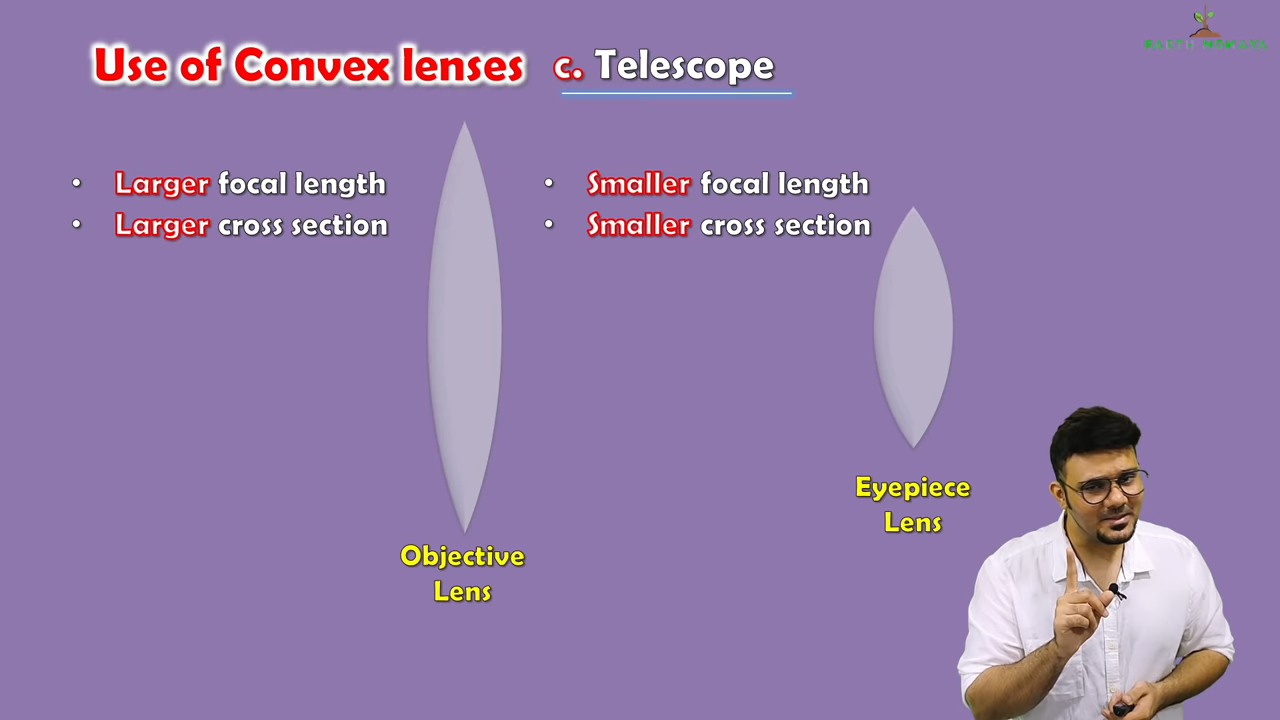 Use of Convex lenses c. Telescope
• Larger focal length
• Larger cross section
• Smaller focal length
• Smaller cross section
Objective
Lens
Eyepiece
Lens